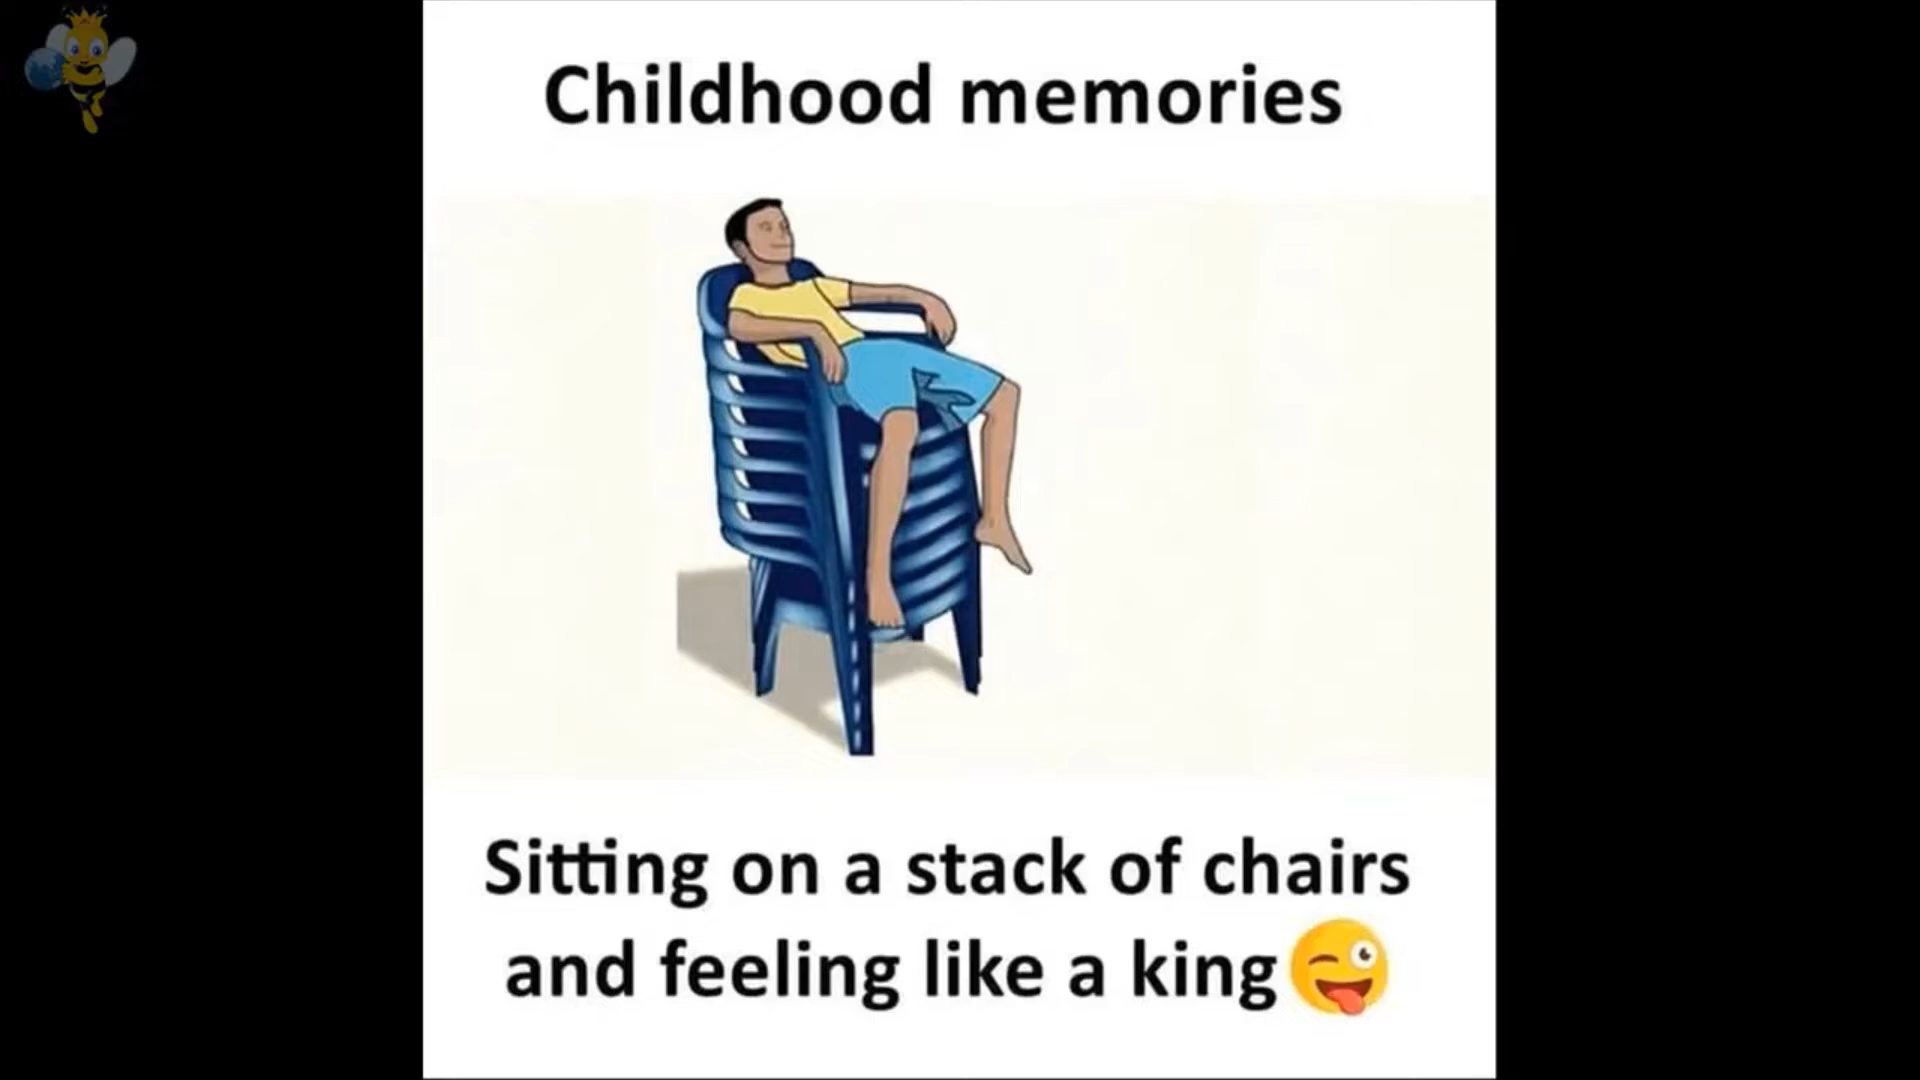 Childhood memories
Sitting on a stack of chairs
and feeling like a king😜